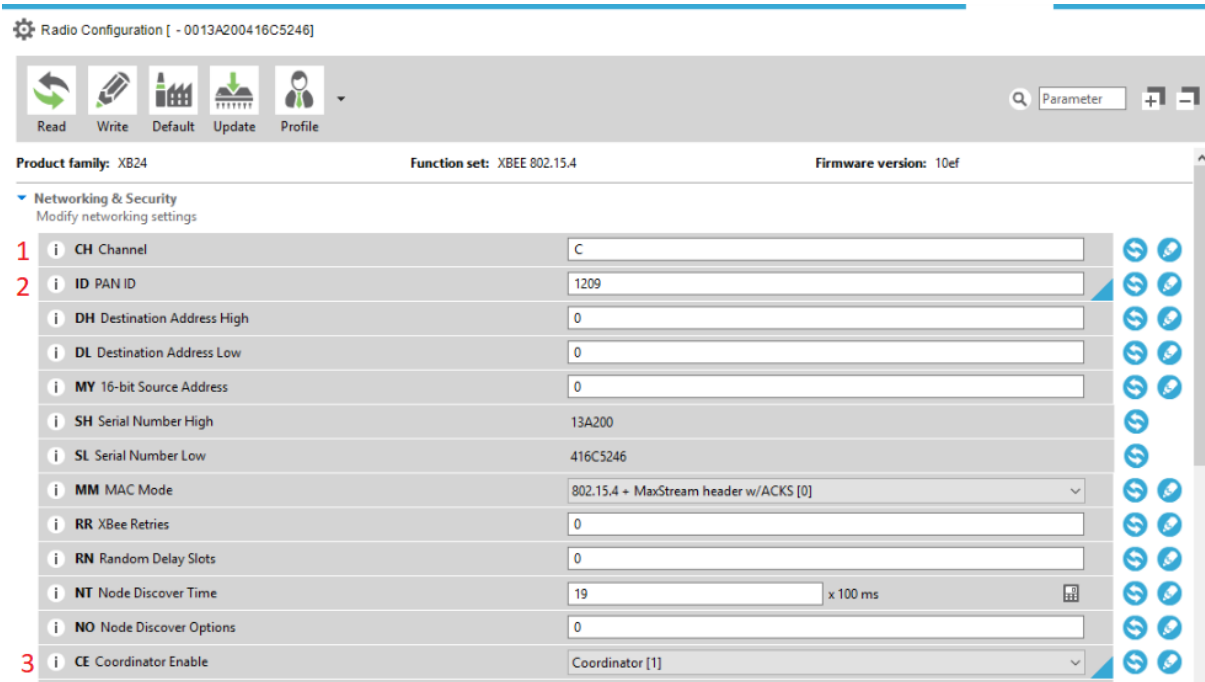 Radio Configuration [ - 0013A200416C5246]
Read Write Default Update Profile Parameter
Product family: XB24 Function set: XBEE 802.15.4 Firmware version: 10ef
Networking & Security
Modify networking settings
1 i CH Channel C
2 i ID PAN ID 1209
i DH Destination Address High 0
i DL Destination Address Low 0
i MY 16-bit Source Address 0
i SH Serial Number High 13A200
i SL Serial Number Low 416C5246
i MM MAC Mode 802.15.4 + MaxStream header w/ACKS [0]
i RR XBee Retries 0
i RN Random Delay Slots 0
i NT Node Discover Time 19 x 100 ms
i NO Node Discover Options 0
3 i CE Coordinator Enable Coordinator [1]